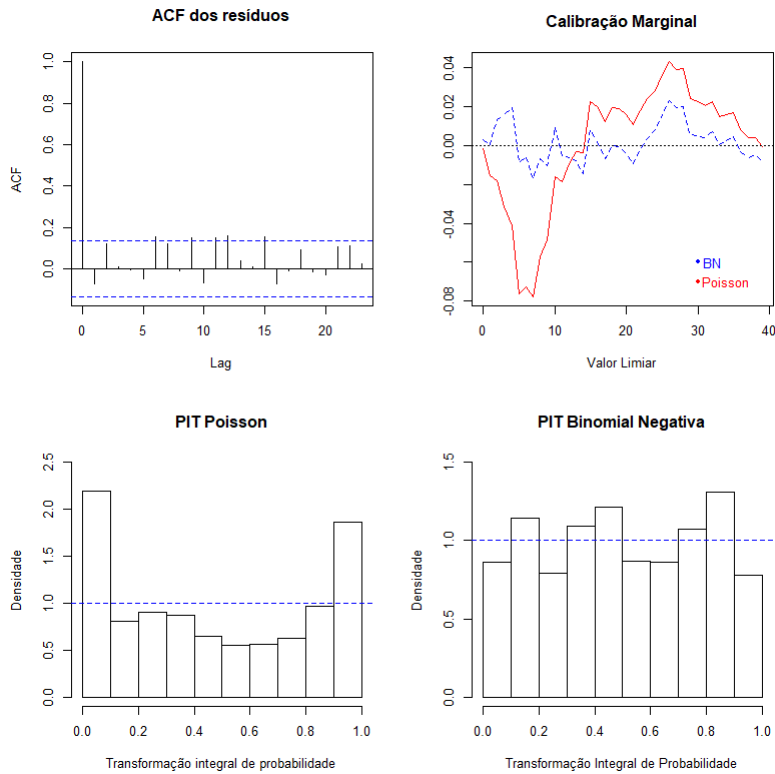 ACF dos resíduos
ACF
1.0
0.8
0.6
0.4
0.2
0.0
0 5 10 15 20
Lag
Calibração Marginal
0.04
0.00
-0.04
-0.08
BN
Poisson
0 10 20 30 40
Valor Limiar
PIT Poisson
Densidade
2.5
2.0
1.5
1.0
0.5
0.0
0.0 0.2 0.4 0.6 0.8 1.0
Transformação integral de probabilidade
PIT Binomial Negativa
Densidade
1.5
1.0
0.5
0.0
0.0 0.2 0.4 0.6 0.8 1.0
Transformação Integral de Probabilidade